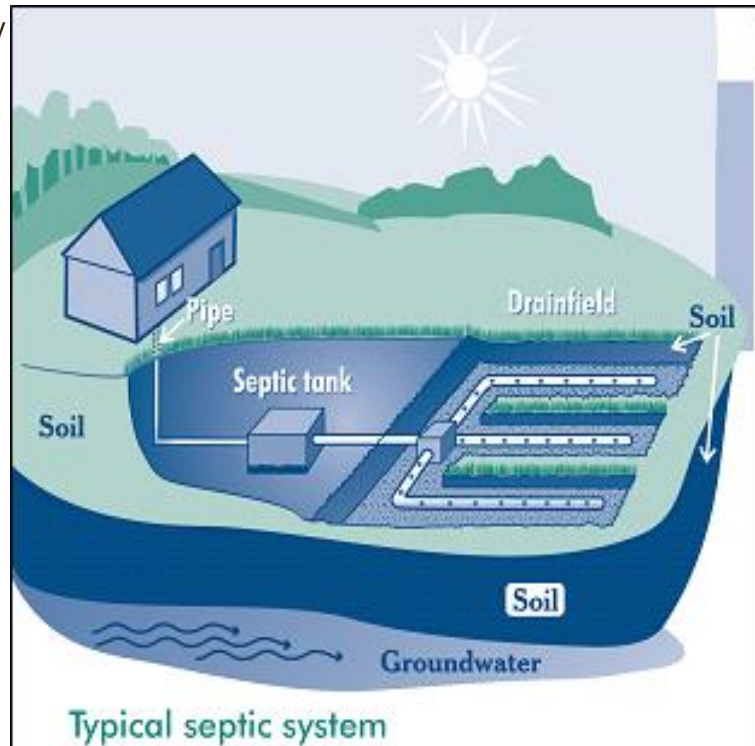 Pipe
Drainfield
Soil
Septic tank
Soil
Soil
Groundwater
Typical septic system